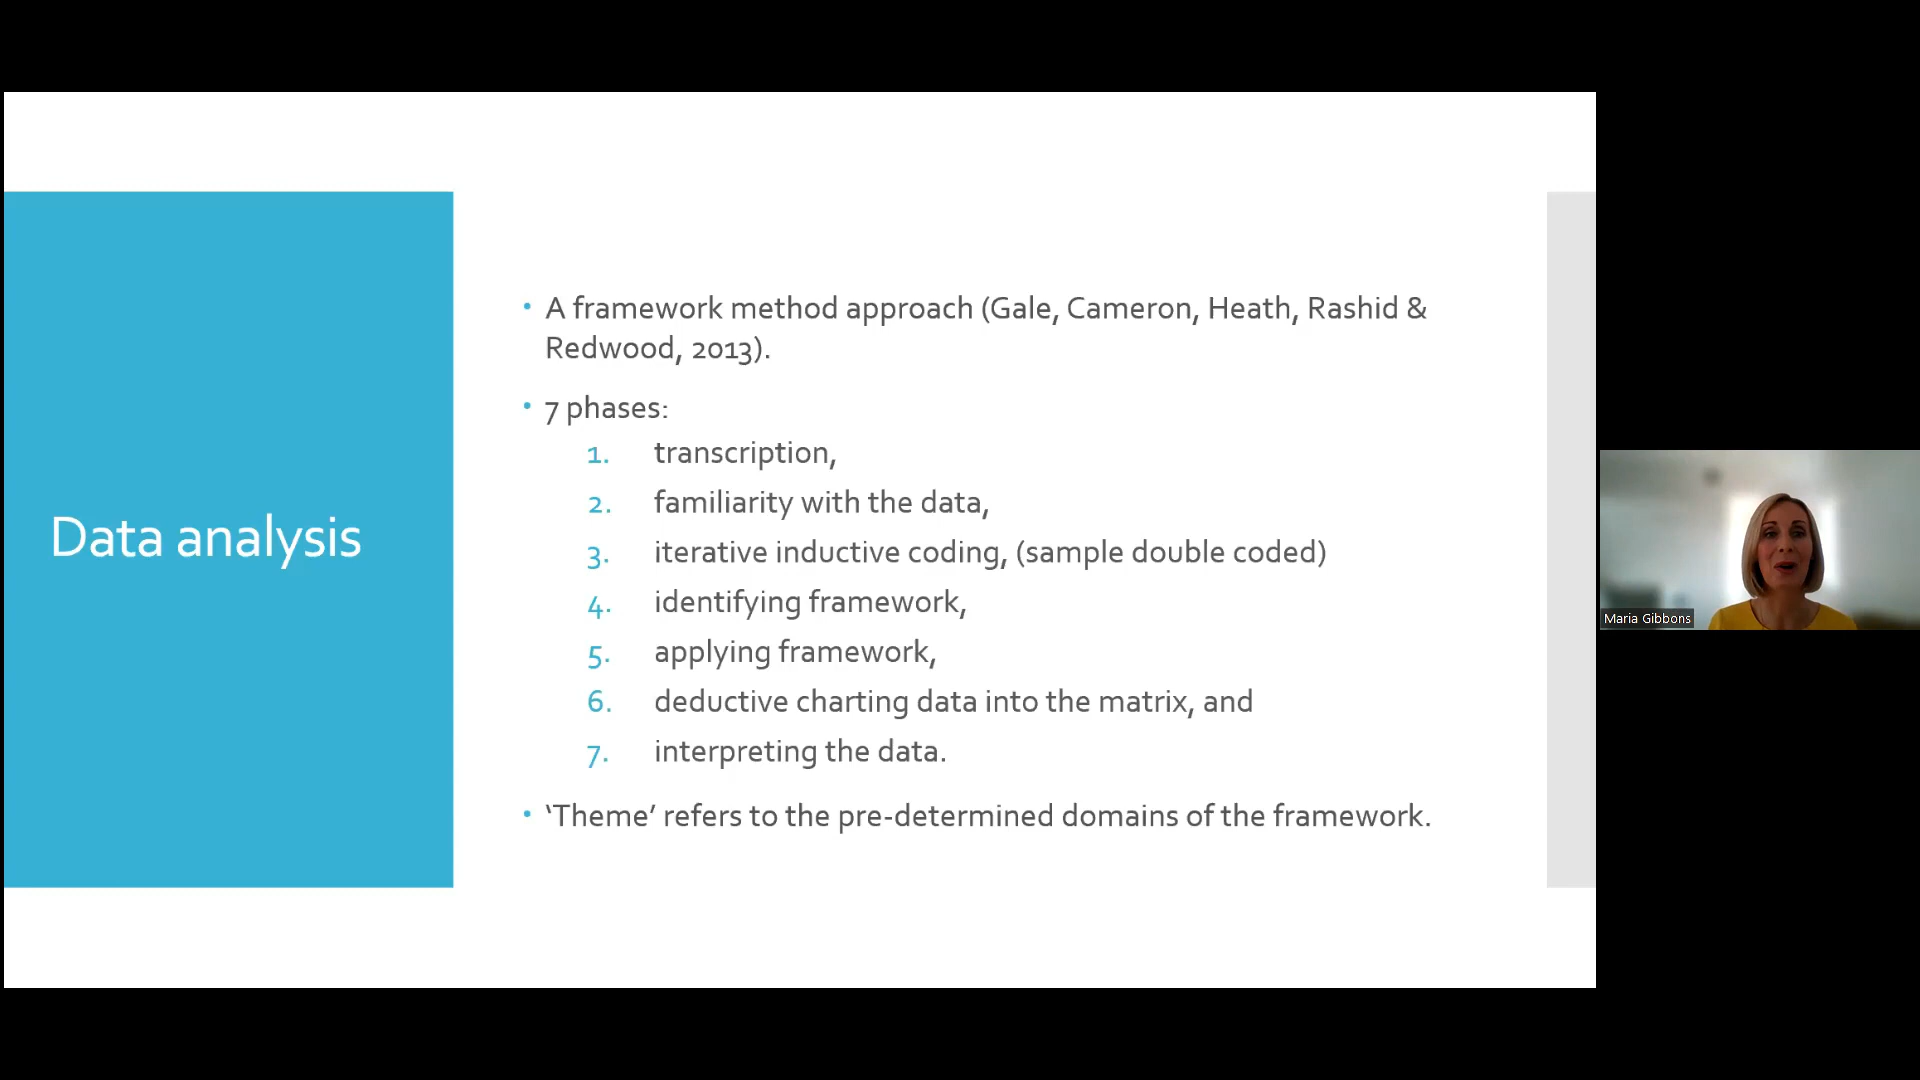 Data analysis
• A framework method approach (Gale, Cameron, Heath, Rashid &
Redwood, 2013).
• 7 phases:
1. transcription,
2. familiarity with the data,
3. iterative inductive coding, (sample double coded)
4. identifying framework,
5. applying framework,
6. deductive charting data into the matrix, and
7. interpreting the data.
• ‘Theme’ refers to the pre-determined domains of the framework.
Maria Gibbons